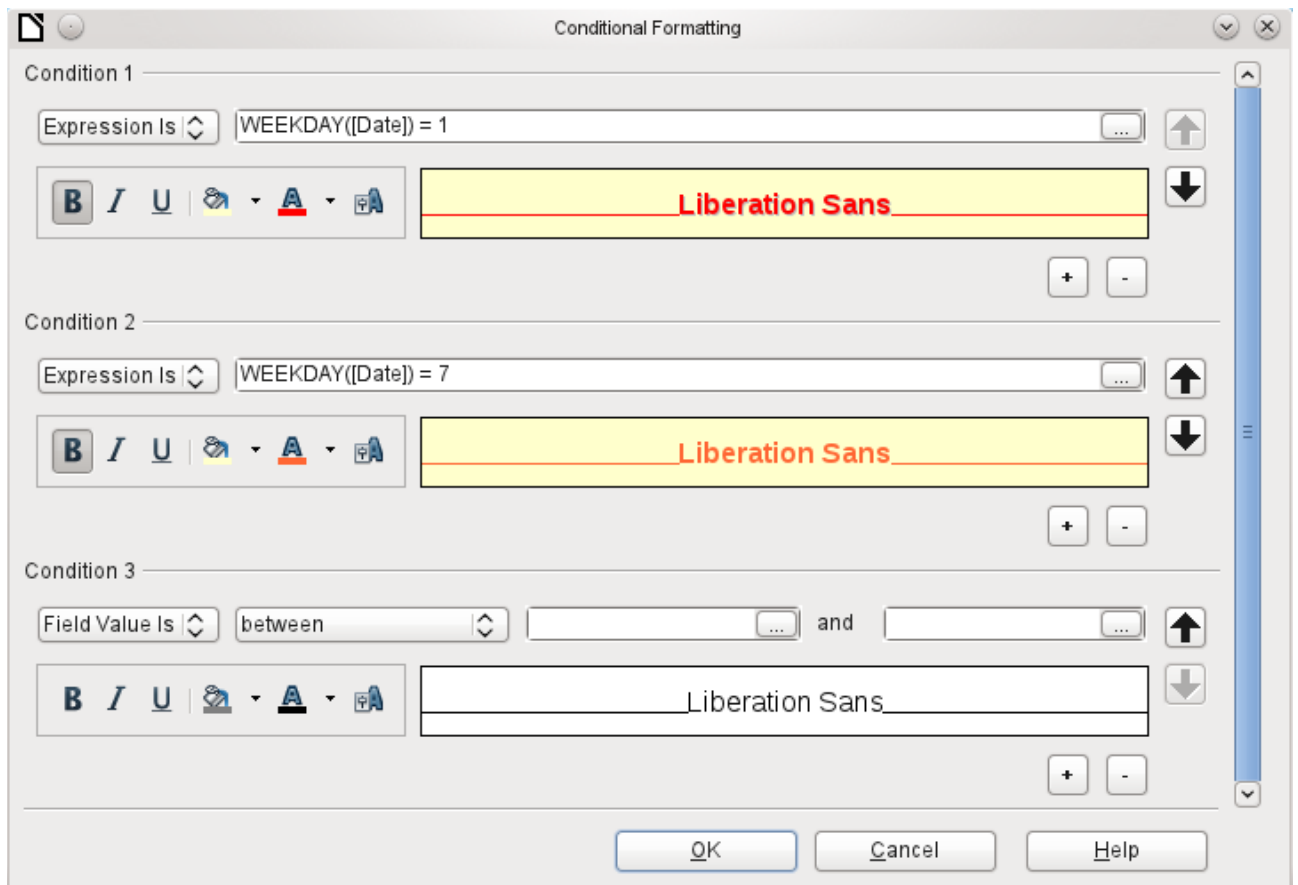 Conditional Formatting
Condition 1
Expression Is WEEKDAY([Date]) = 1 ...
B I U A A Liberation Sans
+ -
Condition 2
Expression Is WEEKDAY([Date]) = 7 ...
B I U A A Liberation Sans
+ -
Condition 3
Field Value Is between ... and ...
B I U A A Liberation Sans
+ -
OK Cancel Help